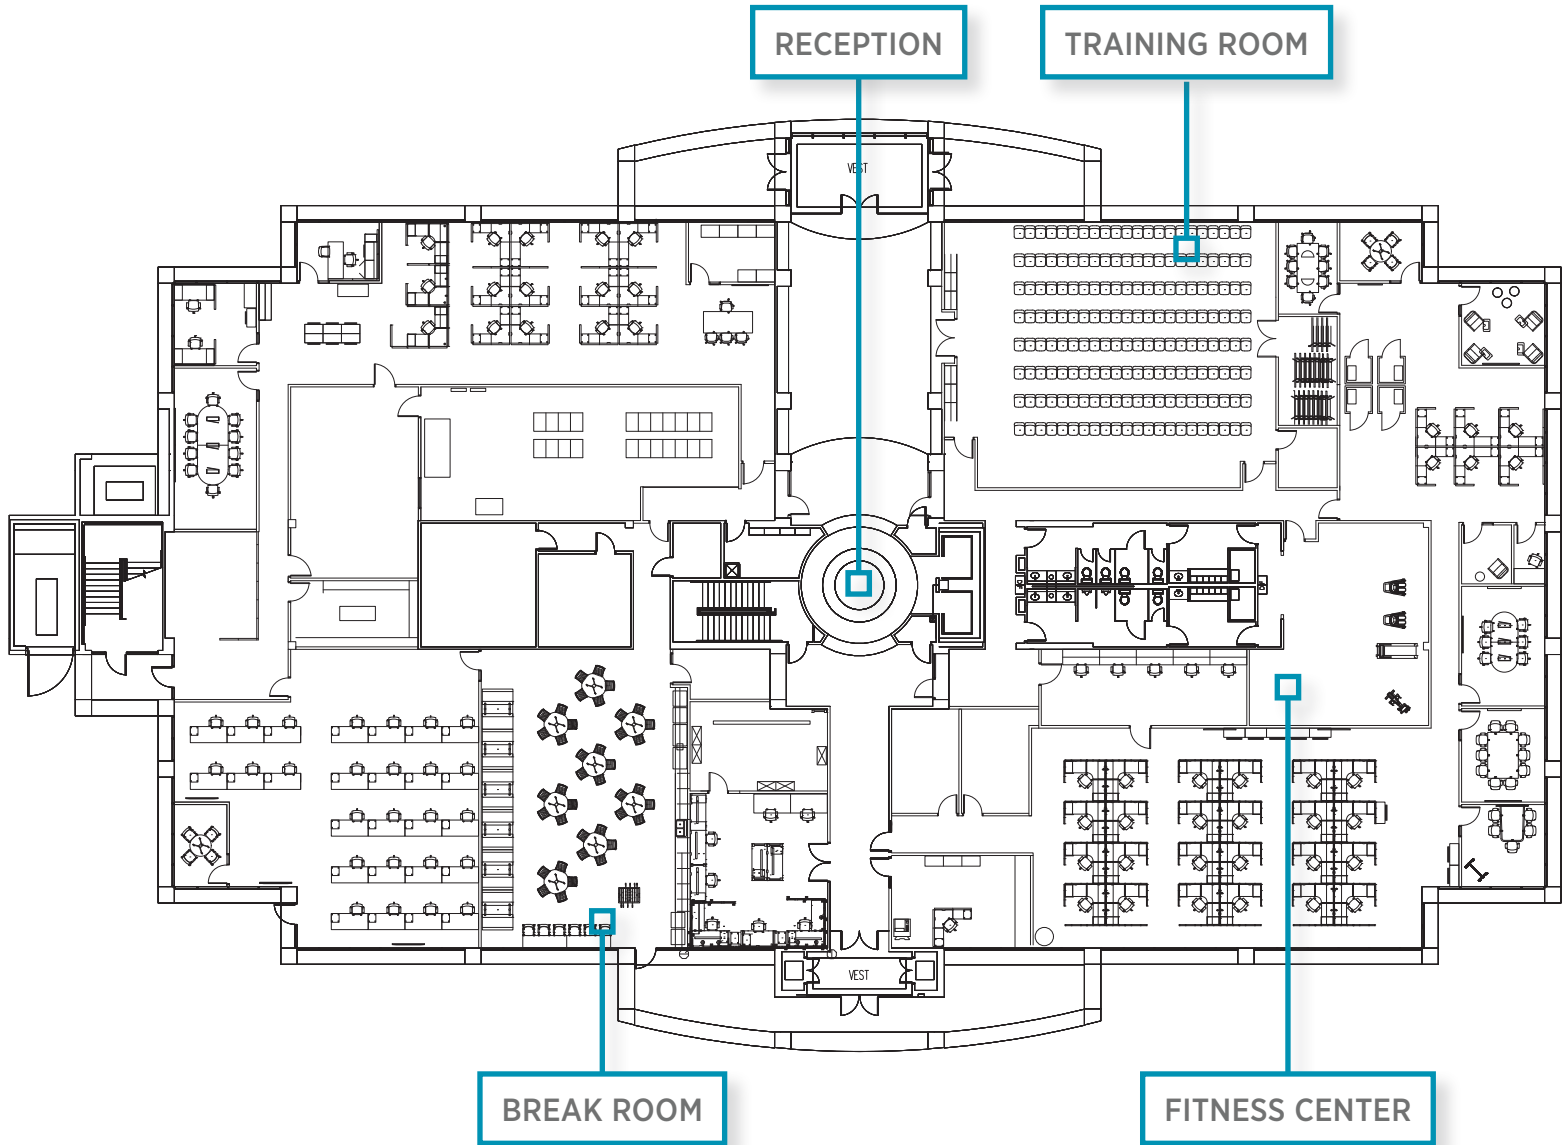 RECEPTION
TRAINING ROOM
VEST
VEST
BREAK ROOM
FITNESS CENTER